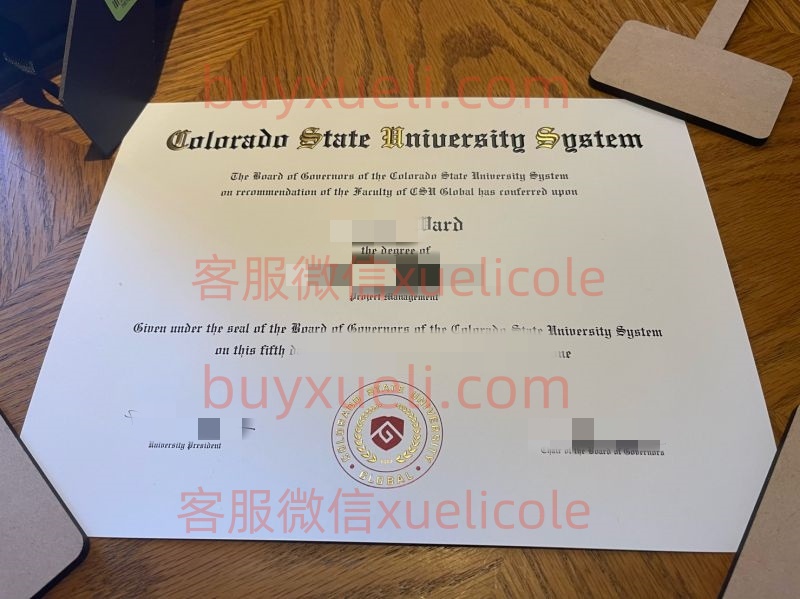 buyxueli.com
Colorado State University System
The Board of Governors of the Colorado State University System
on recommendation of the Faculty of CSU Global has conferred upon
the degree of
客服微信xuelicole
Project Management
Given under the seal of the Board of Governors of the Colorado State University System
on this fifth
buyxueli.com
COLORADO STATE UNIVERSITY
GLOBAL
University President
Chair of the Board of Governors
客服微信xuelicole